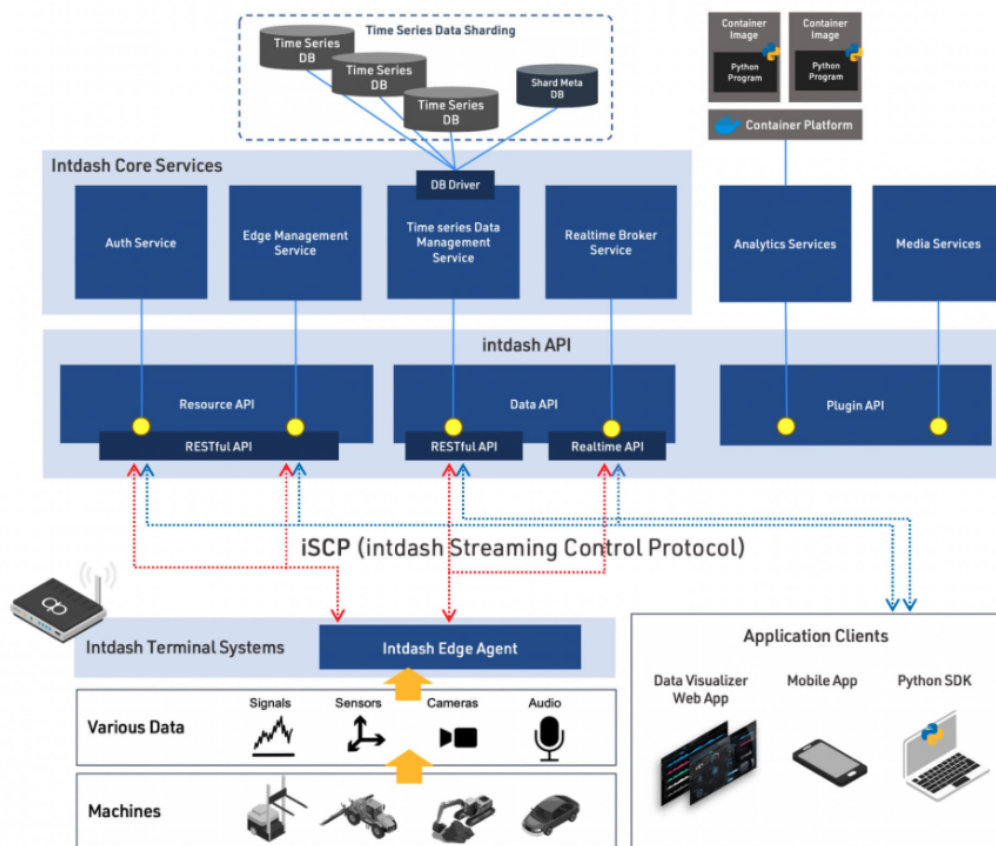 Time Series Data Sharding
Time Series
DB
Time Series
DB
Time Series
DB
Shard Meta
DB
Container
Image
Python
Program
Container
Image
Python
Program
Container Platform
Intdash Core Services
DB Driver
Auth Service
Edge Management
Service
Time series Data
Management
Service
Realtime Broker
Service
Analytics Services
Media Services
intdash API
Resource API
Data API
Plugin API
RESTful API
RESTful API
Realtime API
iSCP (intdash Streaming Control Protocol)
Intdash Terminal Systems
Intdash Edge Agent
Various Data
Signals
Sensors
Cameras
Audio
Machines
Application Clients
Data Visualizer
Web App
Mobile App
Python SDK